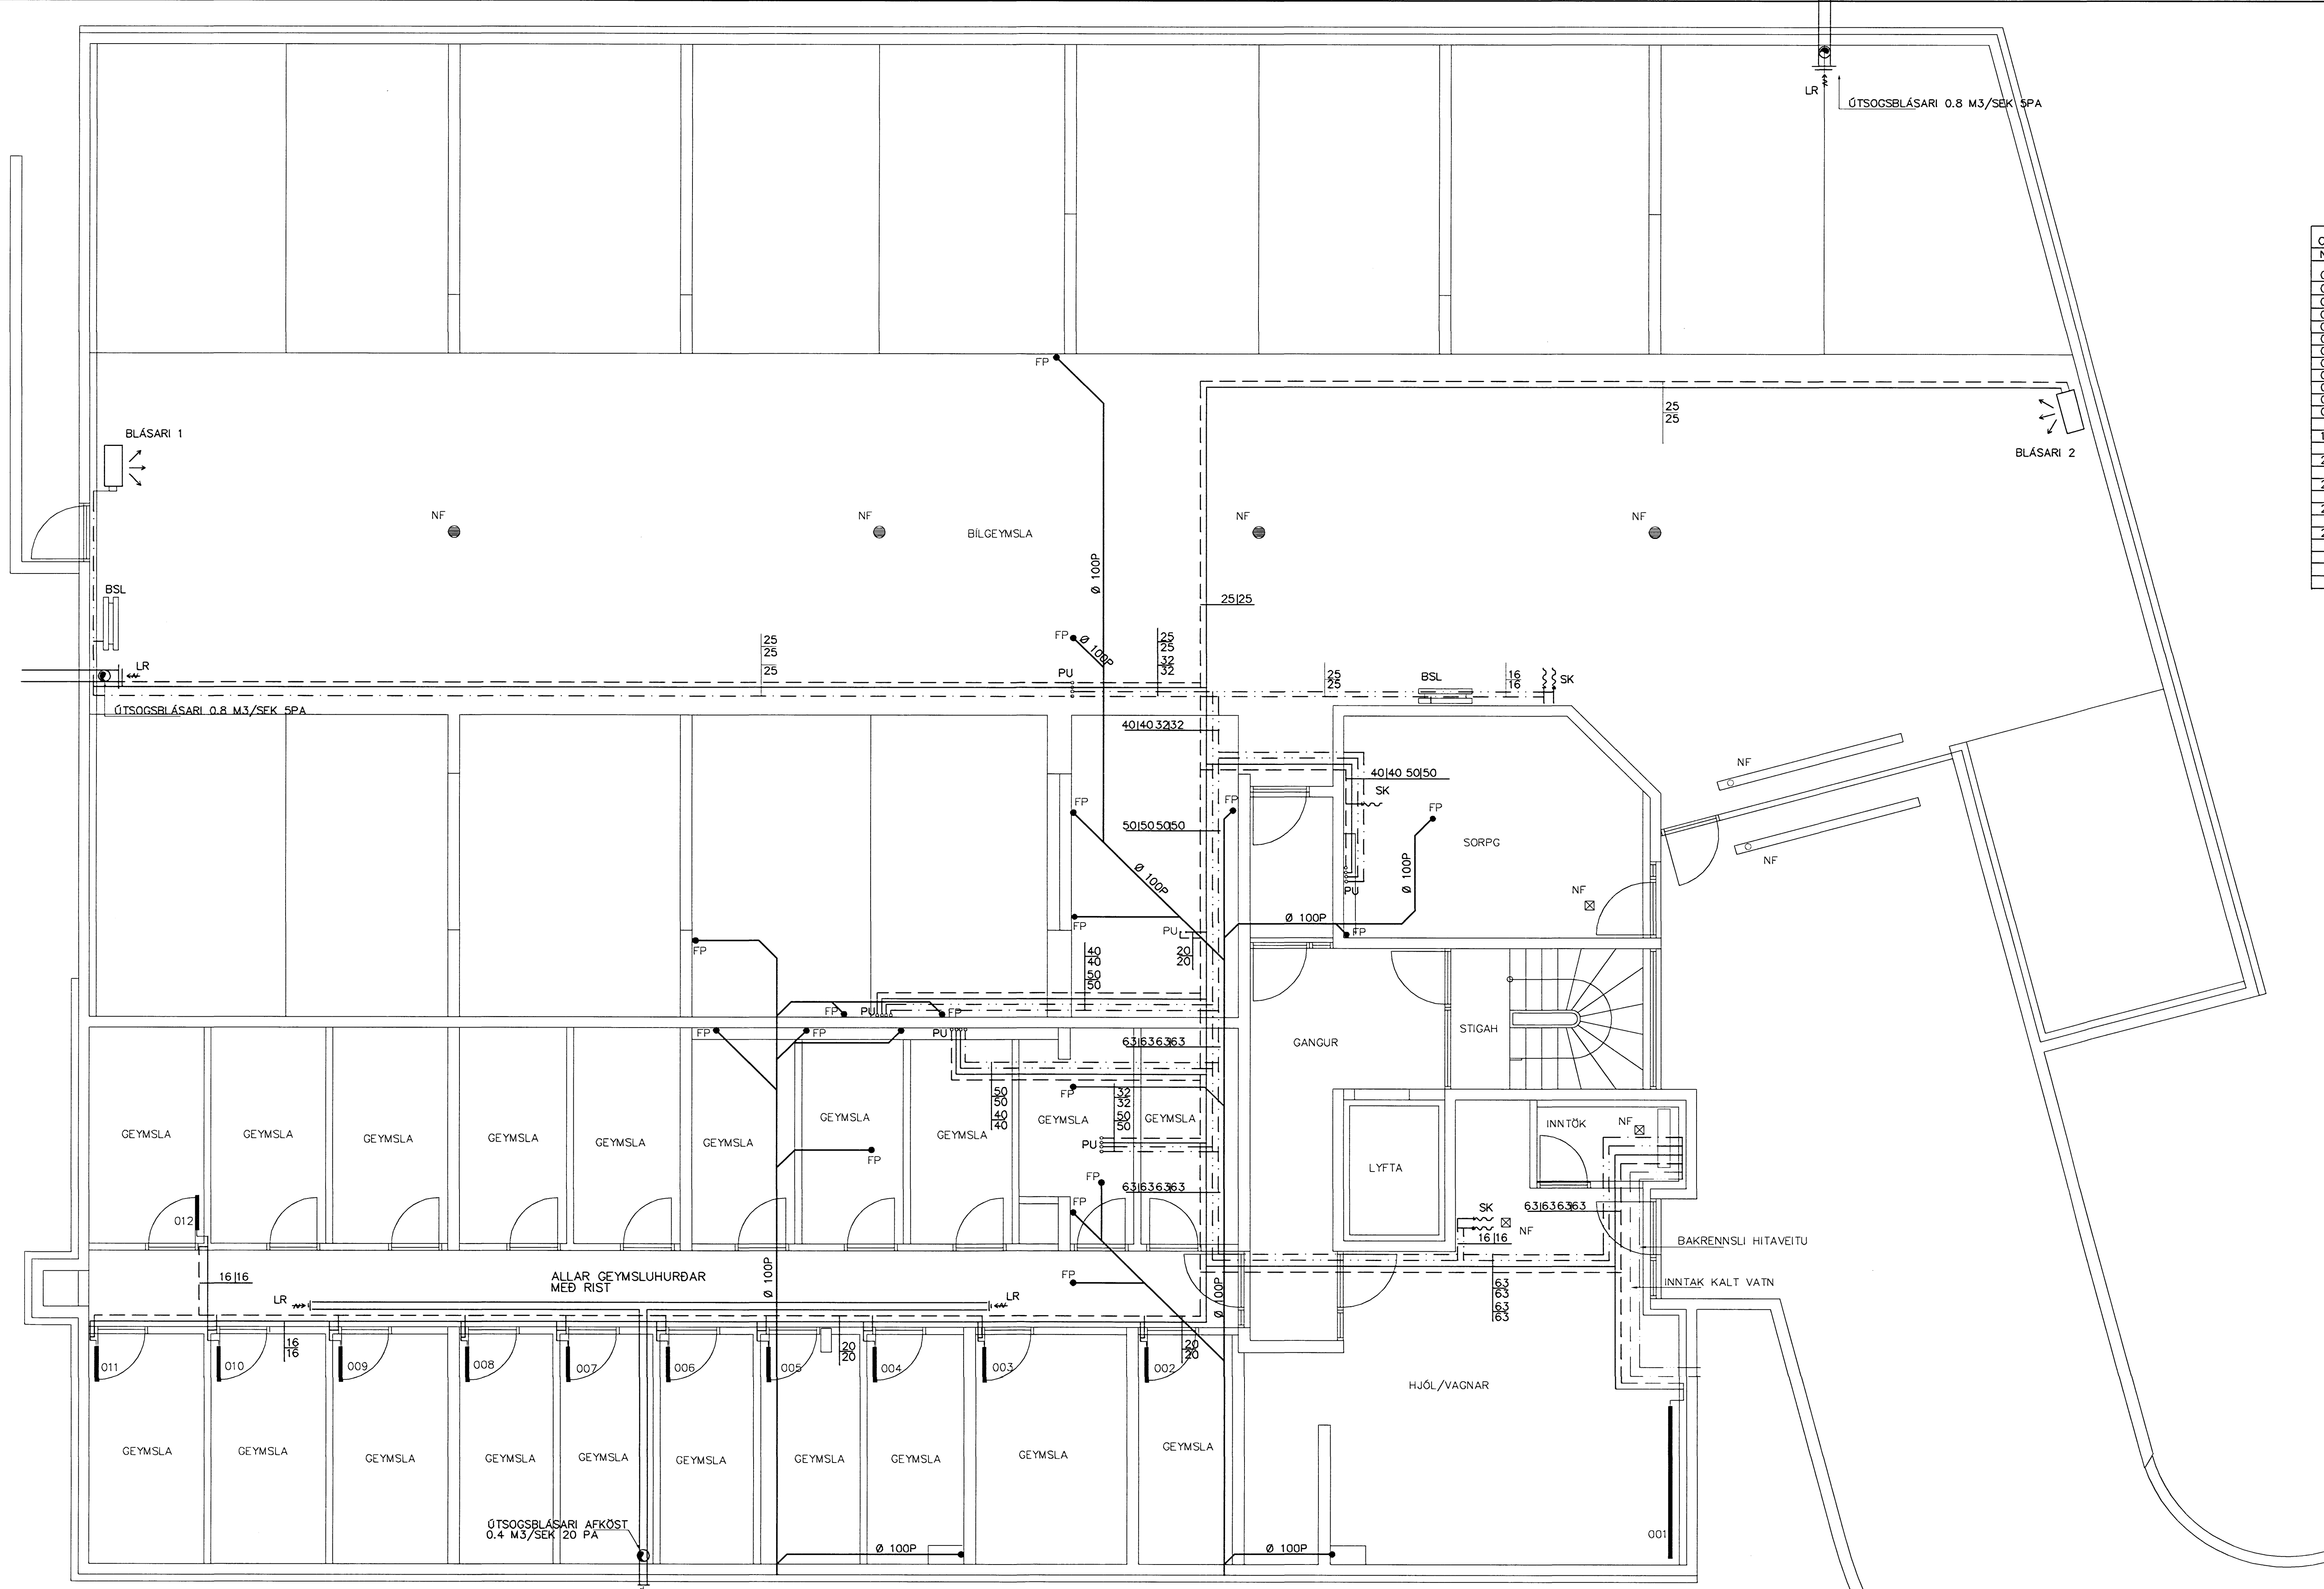 LR
ÚTSOGSBLÁSARI 0.8 M3/SEK 5PA
FP
25
25
BLÁSARI 1
BLÁSARI 2
NF
NF
BÍLGEYMSLA
NF
NF
Ø 100P
BSL
25|25
FP
Ø 100P
25
25
25
25
25
32
32
LR
PU
25
25
BSL
16
16
SK
ÚTSOGSBLÁSARI 0.8 M3/SEK 5PA
40|40 32|32
NF
40|40 50|50
SK
FP
FP
FP
50|50 50|50
SORPG
NF
Ø 100P
Ø 100P
PU
NF
Ø 100P
FP
PU
FP
FP
40
40
50
50
20
20
FP
PU
FP
STIGAH
FP
FP
PU
63|63 63|63
GANGUR
50
50
40
40
FP
32
32
50
50
GEYMSLA
GEYMSLA
GEYMSLA
GEYMSLA
GEYMSLA
GEYMSLA
GEYMSLA
GEYMSLA
GEYMSLA
GEYMSLA
INNTÖK
NF
PU
FP
LYFTA
FP
63|63 63|63
FP
012
SK
63|63 63|63
NF
16|16
BAKRENNSLI HITAVEITU
16|16
ALLAR GEYMSLUHURÐAR
MEÐ RIST
FP
Ø 100P
Ø 100P
INNTAK KALT VATN
63
63
63
63
LR
LR
16
16
20
20
20
20
011
010
009
008
007
006
005
004
003
002
HJÓL/VAGNAR
GEYMSLA
GEYMSLA
GEYMSLA
GEYMSLA
GEYMSLA
GEYMSLA
GEYMSLA
GEYMSLA
GEYMSLA
GEYMSLA
ÚTSOGSBLÁSARI AFKÖST
0.4 M3/SEK 20 PA
001
Ø 100P
Ø 100P